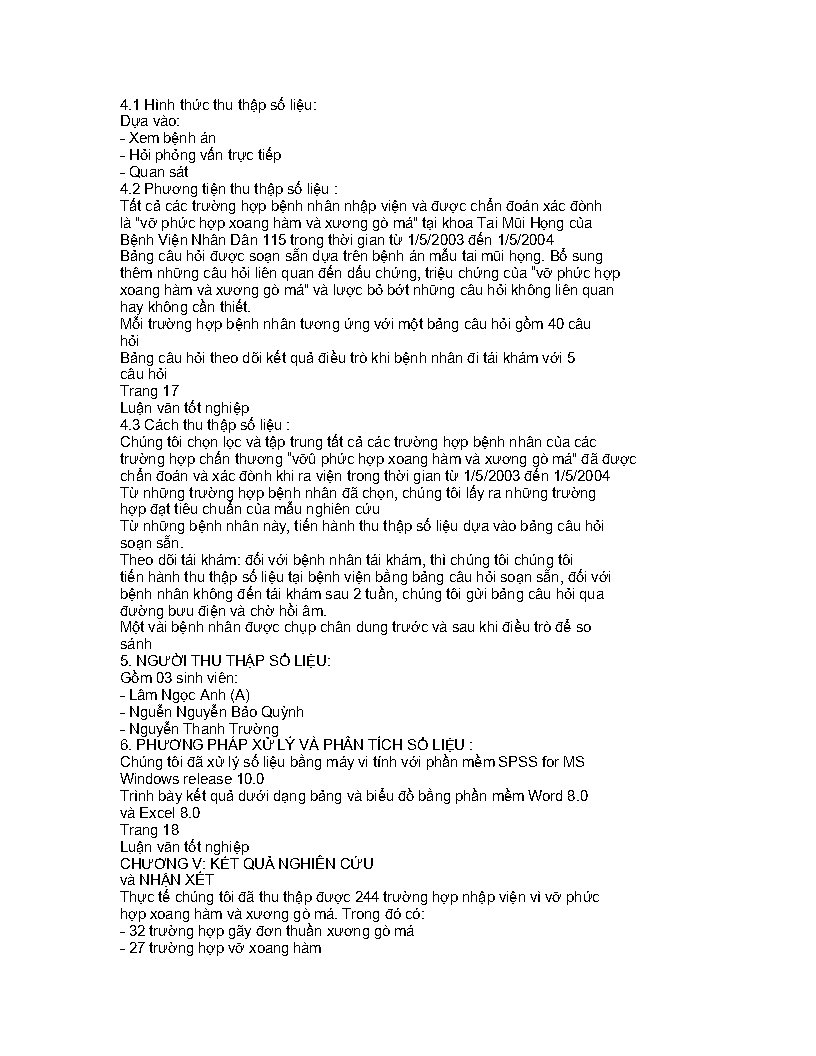 4.1 Hình thức thu thập số liệu:
Dựa vào:
- Xem bệnh án
- Hỏi phỏng vấn trực tiếp
- Quan sát
4.2 Phương tiện thu thập số liệu :
Tất cả các trường hợp bệnh nhân nhập viện và được chẩn đoán xác đònh
là "vỡ phức hợp xoang hàm và xương gò má" tại khoa Tai Mũi Họng của
Bệnh Viện Nhân Dân 115 trong thời gian từ 1/5/2003 đến 1/5/2004
Bảng câu hỏi được soạn sẵn dựa trên bệnh án mẫu tai mũi họng. Bổ sung
thêm những câu hỏi liên quan đến dấu chứng, triệu chứng của "vỡ phức hợp
xoang hàm và xương gò má" và lược bỏ bớt những câu hỏi không liên quan
hay không cần thiết.
Mỗi trường hợp bệnh nhân tương ứng với một bảng câu hỏi gồm 40 câu
hỏi
Bảng câu hỏi theo dõi kết quả điều trò khi bệnh nhân đi tái khám với 5
câu hỏi
Trang 17
Luận văn tốt nghiệp
4.3 Cách thu thập số liệu :
Chúng tôi chọn lọc và tập trung tất cả các trường hợp bệnh nhân của các
trường hợp chấn thương "vỡû phức hợp xoang hàm và xương gò má" đã được
chẩn đoán và xác đònh khi ra viện trong thời gian từ 1/5/2003 đến 1/5/2004
Từ những trường hợp bệnh nhân đã chọn, chúng tôi lấy ra những trường
hợp đạt tiêu chuẩn của mẫu nghiên cứu
Từ những bệnh nhân này, tiến hành thu thập số liệu dựa vào bảng câu hỏi
soạn sẵn.
Theo dõi tái khám: đối với bệnh nhân tái khám, thì chúng tôi chúng tôi
tiến hành thu thập số liệu tại bệnh viện bằng bảng câu hỏi soạn sẵn, đối với
bệnh nhân không đến tái khám sau 2 tuần, chúng tôi gửi bảng câu hỏi qua
đường bưu điện và chờ hồi âm.
Một vài bệnh nhân được chụp chân dung trước và sau khi điều trò để so
sánh
5. NGƯỜI THU THẬP SỐ LIỆU:
Gồm 03 sinh viên:
- Lâm Ngọc Anh (A)
- Nguễn Nguyễn Bảo Quỳnh
- Nguyễn Thanh Trường
6. PHƯƠNG PHÁP XỬ LÝ VÀ PHÂN TÍCH SỐ LIỆU :
Chúng tôi đã xử lý số liệu bằng máy vi tính với phần mềm SPSS for MS
Windows release 10.0
Trình bày kết quả dưới dạng bảng và biểu đồ bằng phần mềm Word 8.0
và Excel 8.0
Trang 18
Luận văn tốt nghiệp
CHƯƠNG V: KẾT QUẢ NGHIÊN CỨU
và NHẬN XÉT
Thực tế chúng tôi đã thu thập được 244 trường hợp nhập viện vì vỡ phức
hợp xoang hàm và xương gò má. Trong đó có:
- 32 trường hợp gãy đơn thuần xương gò má
- 27 trường hợp vỡ xoang hàm